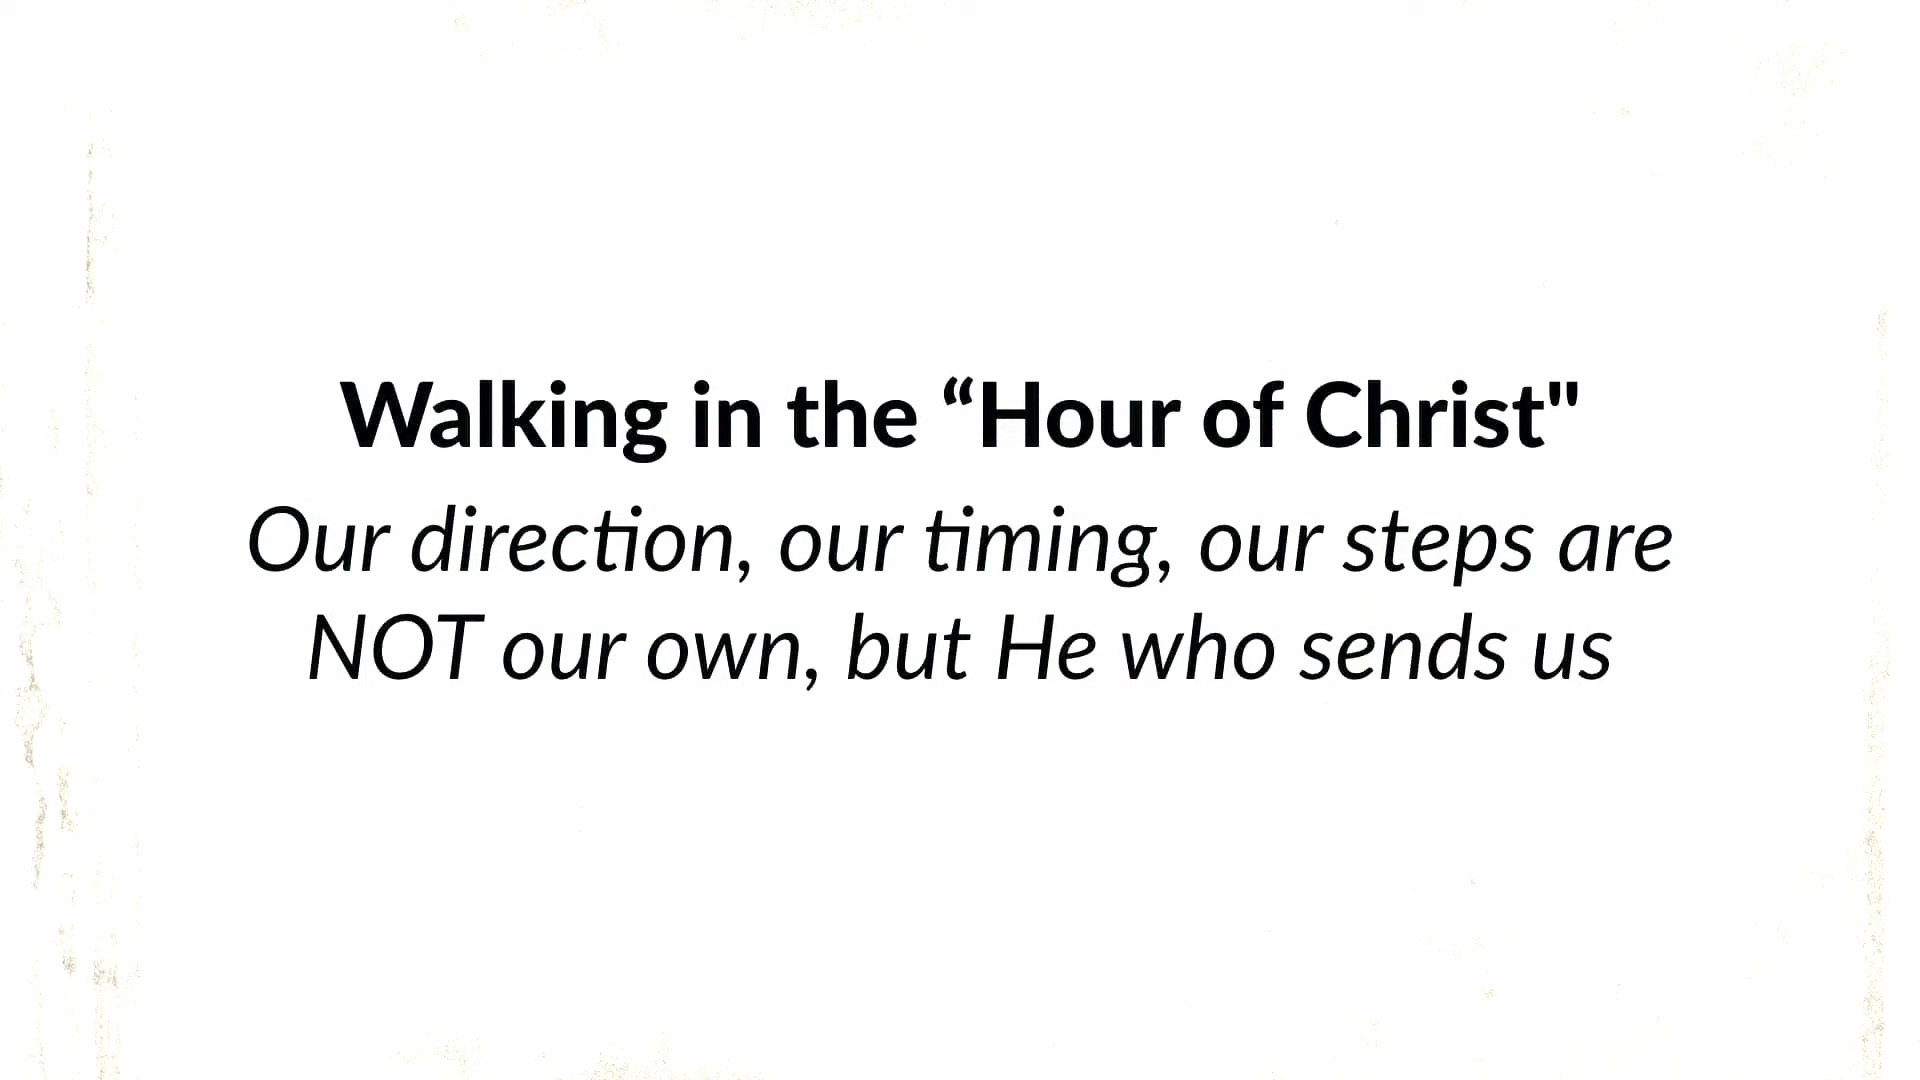 Walking in the “Hour of Christ"
Our direction, our timing, our steps are
NOT our own, but He who sends us